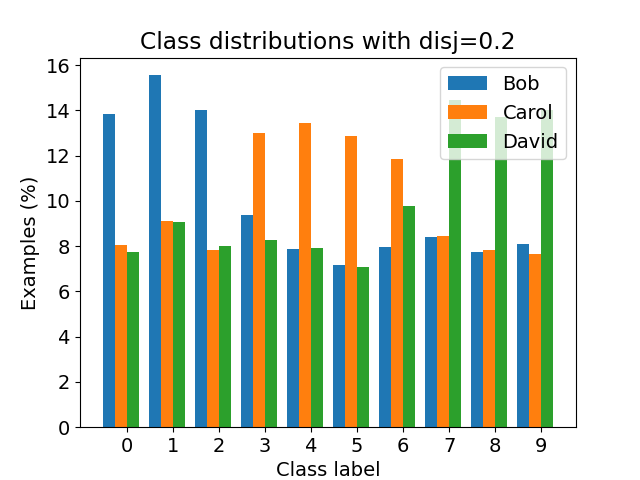 Class distributions with disj=0.2
Bob
Carol
David
Examples (%)
16
14
12
10
8
6
4
2
0
0 1 2 3 4 5 6 7 8 9
Class label